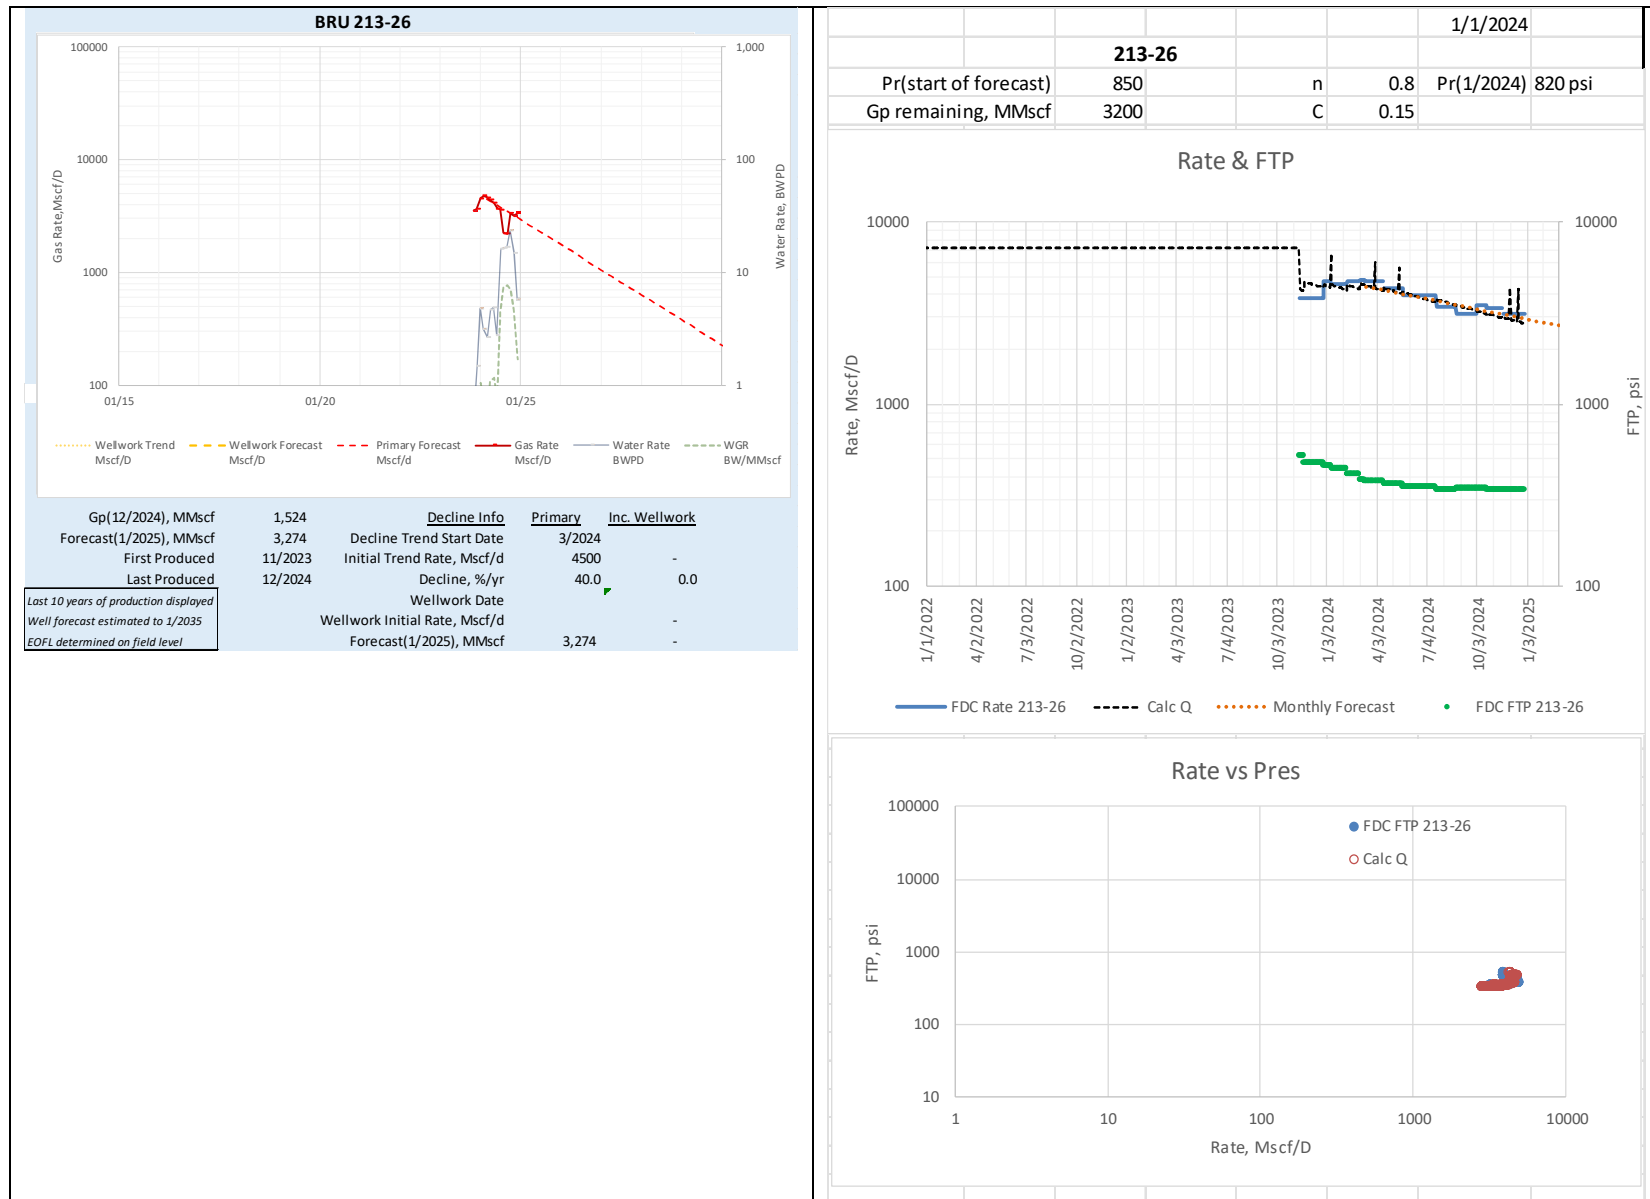 BRU 213-26
100000
10000
1000
100
1,000
100
10
1
Gas Rate,Mscf/D
Water Rate, BWPD
01/15
01/20
01/25
Wellwork Trend Mscf/D
Wellwork Forecast Mscf/D
Primary Forecast Mscf/d
Gas Rate Mscf/D
Water Rate BWPD
WGR BW/MMscf
Gp(12/2024), MMscf 1,524 Decline Info Primary Inc. Wellwork
Forecast(1/2025), MMscf 3,274 Decline Trend Start Date 3/2024
First Produced 11/2023 Initial Trend Rate, Mscf/d 4500 -
Last Produced 12/2024 Decline, %/yr 40.0 0.0
Last 10 years of production displayed Wellwork Date
Well forecast estimated to 1/2035 Wellwork Initial Rate, Mscf/d -
EOFL determined on field level Forecast(1/2025), MMscf 3,274 -
1/1/2024
213-26
Pr(start of forecast) 850 n 0.8 Pr(1/2024) 820 psi
Gp remaining, MMscf 3200 C 0.15
Rate & FTP
10000
1000
100
10000
1000
100
Rate, Mscf/D
FTP, psi
1/1/2022
4/2/2022
7/3/2022
10/2/2022
1/2/2023
4/3/2023
7/4/2023
10/3/2023
1/3/2024
4/3/2024
7/4/2024
10/3/2024
1/3/2025
FDC Rate 213-26
Calc Q
Monthly Forecast
FDC FTP 213-26
Rate vs Pres
100000
10000
1000
100
10
FTP, psi
FDC FTP 213-26
Calc Q
1
10
100
1000
10000
Rate, Mscf/D